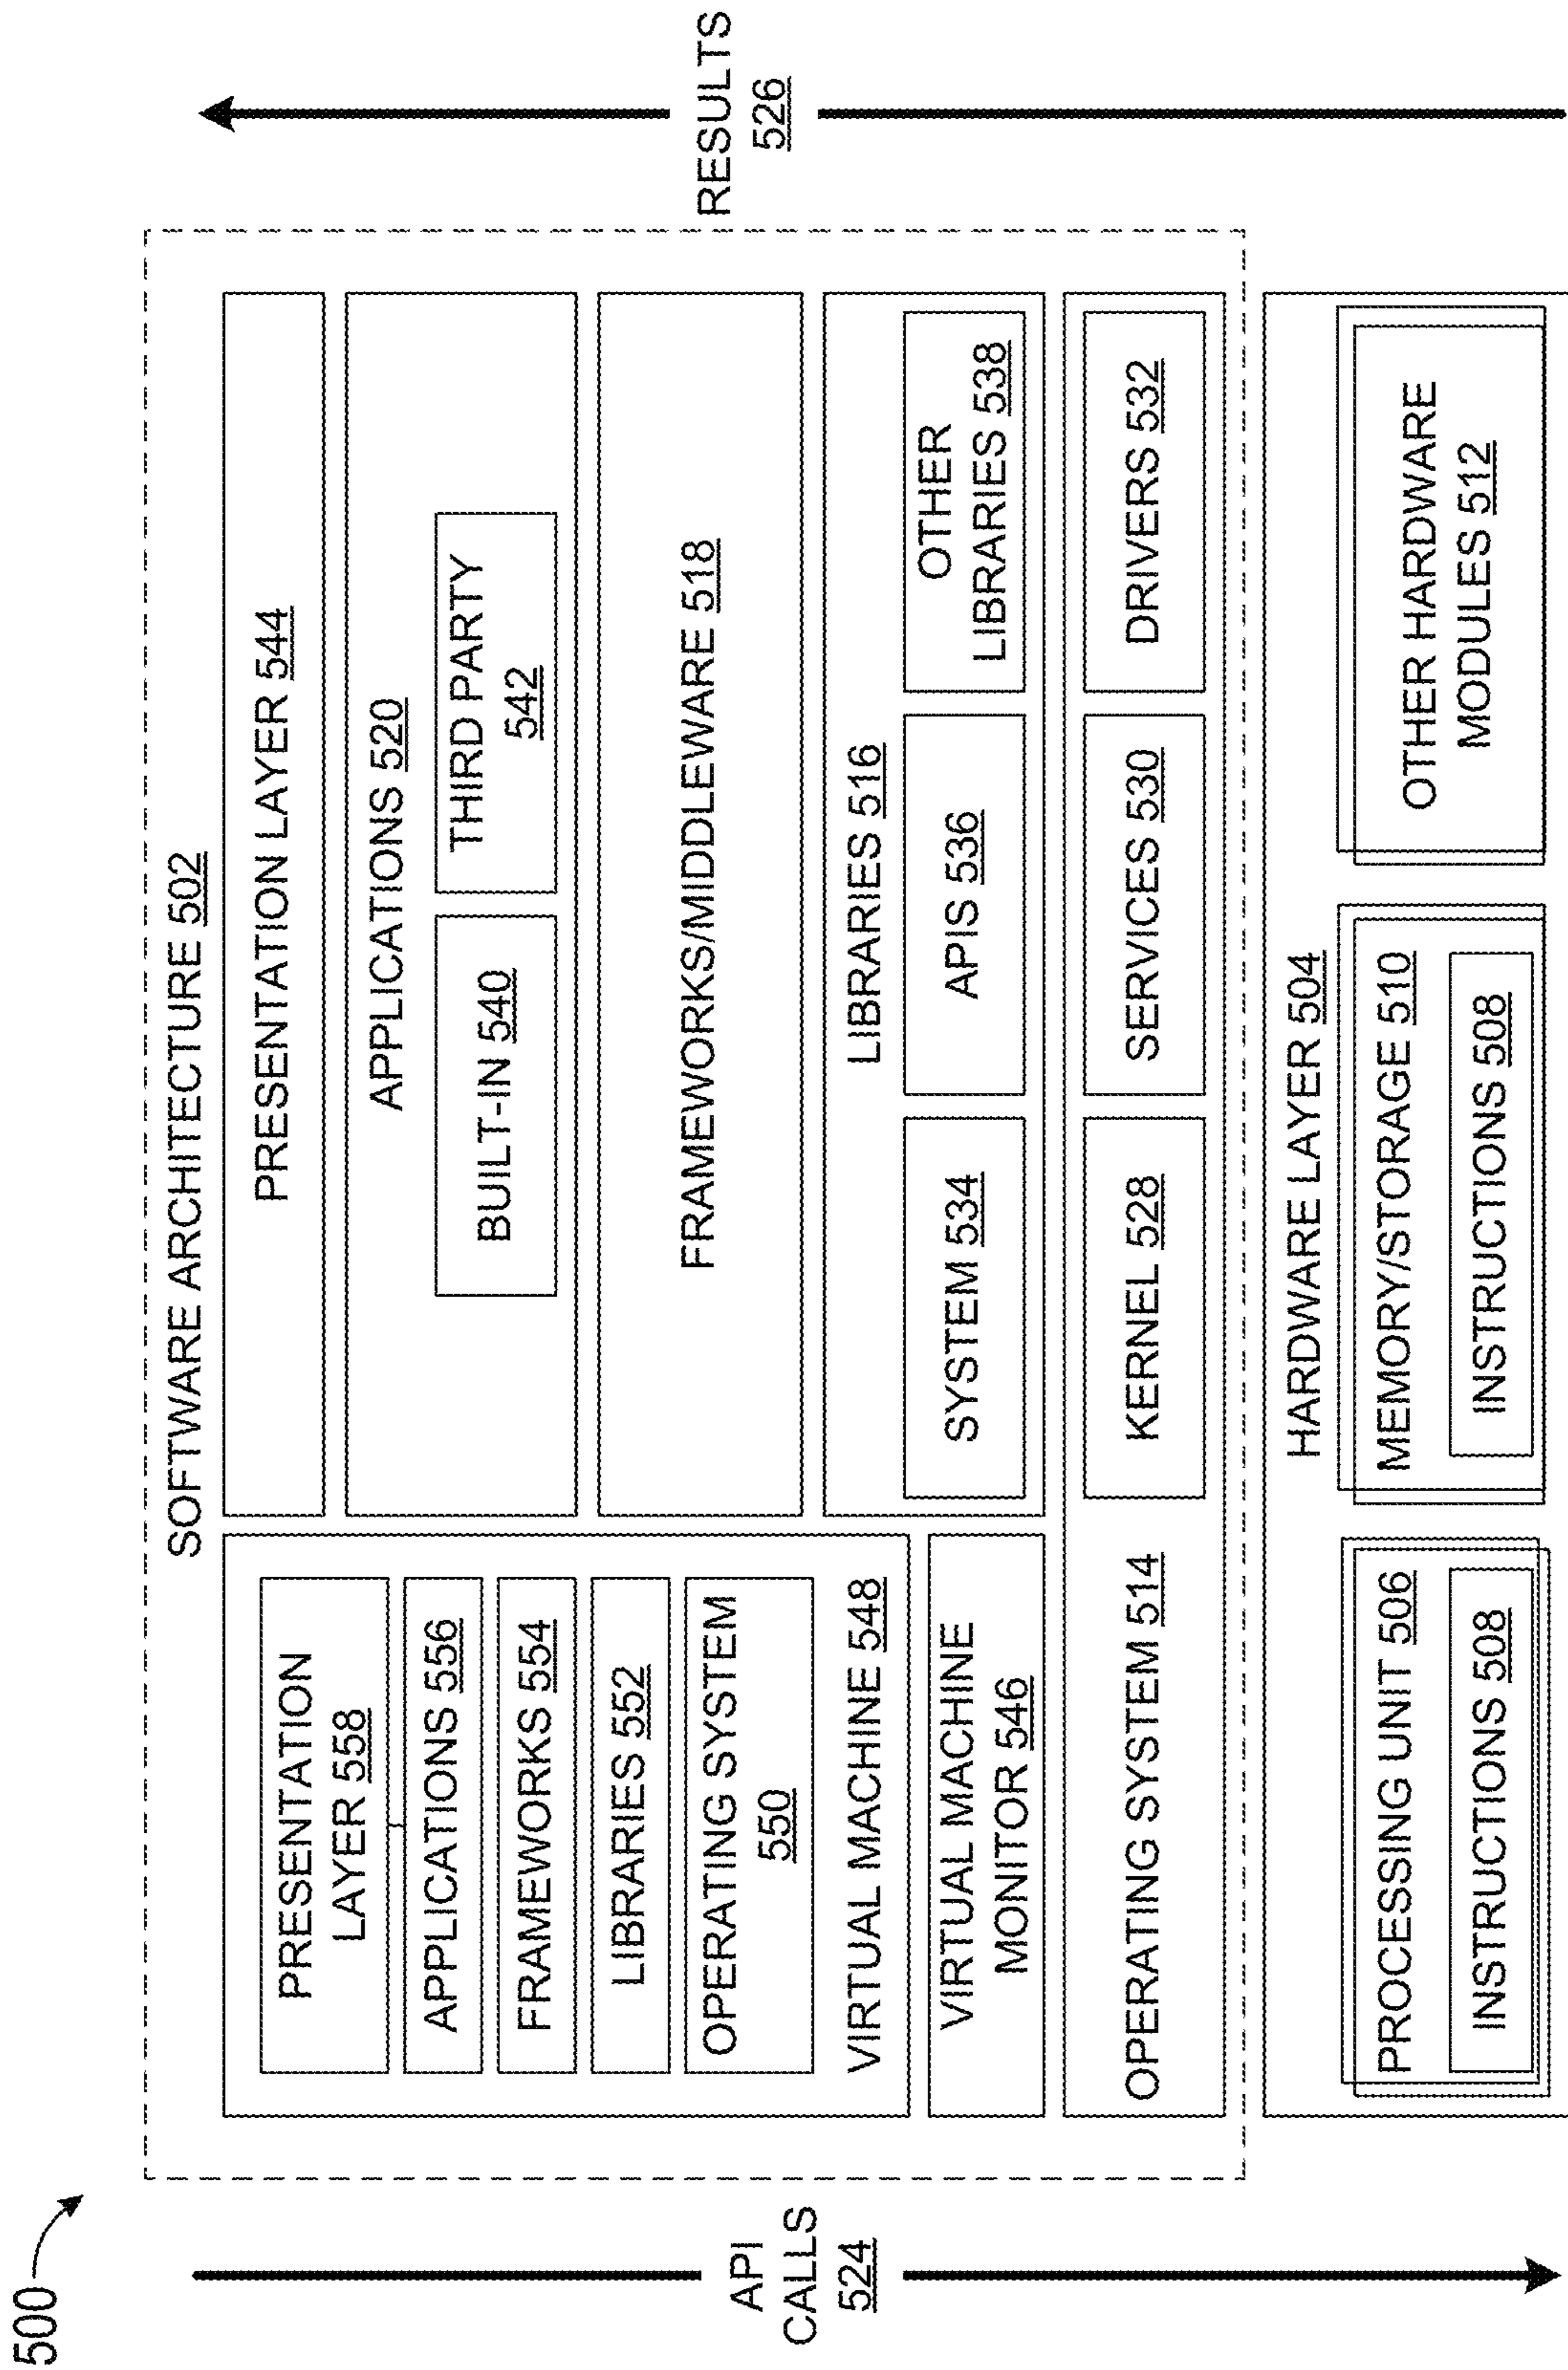 500
SOFTWARE ARCHITECTURE 502
PRESENTATION
LAYER 558
APPLICATIONS 556
FRAMEWORKS 554
LIBRARIES 552
OPERATING SYSTEM
550
VIRTUAL MACHINE 548
VIRTUAL MACHINE
MONITOR 546
PRESENTATION LAYER 544
APPLICATIONS 520
BUILT-IN 540
THIRD PARTY
542
FRAMEWORKS/MIDDLEWARE 518
LIBRARIES 516
SYSTEM 534
APIS 536
OTHER
LIBRARIES 538
OPERATING SYSTEM 514
KERNEL 528
SERVICES 530
DRIVERS 532
HARDWARE LAYER 504
PROCESSING UNIT 506
INSTRUCTIONS 508
MEMORY/STORAGE 510
INSTRUCTIONS 508
OTHER HARDWARE
MODULES 512
API
CALLS
524
RESULTS
526